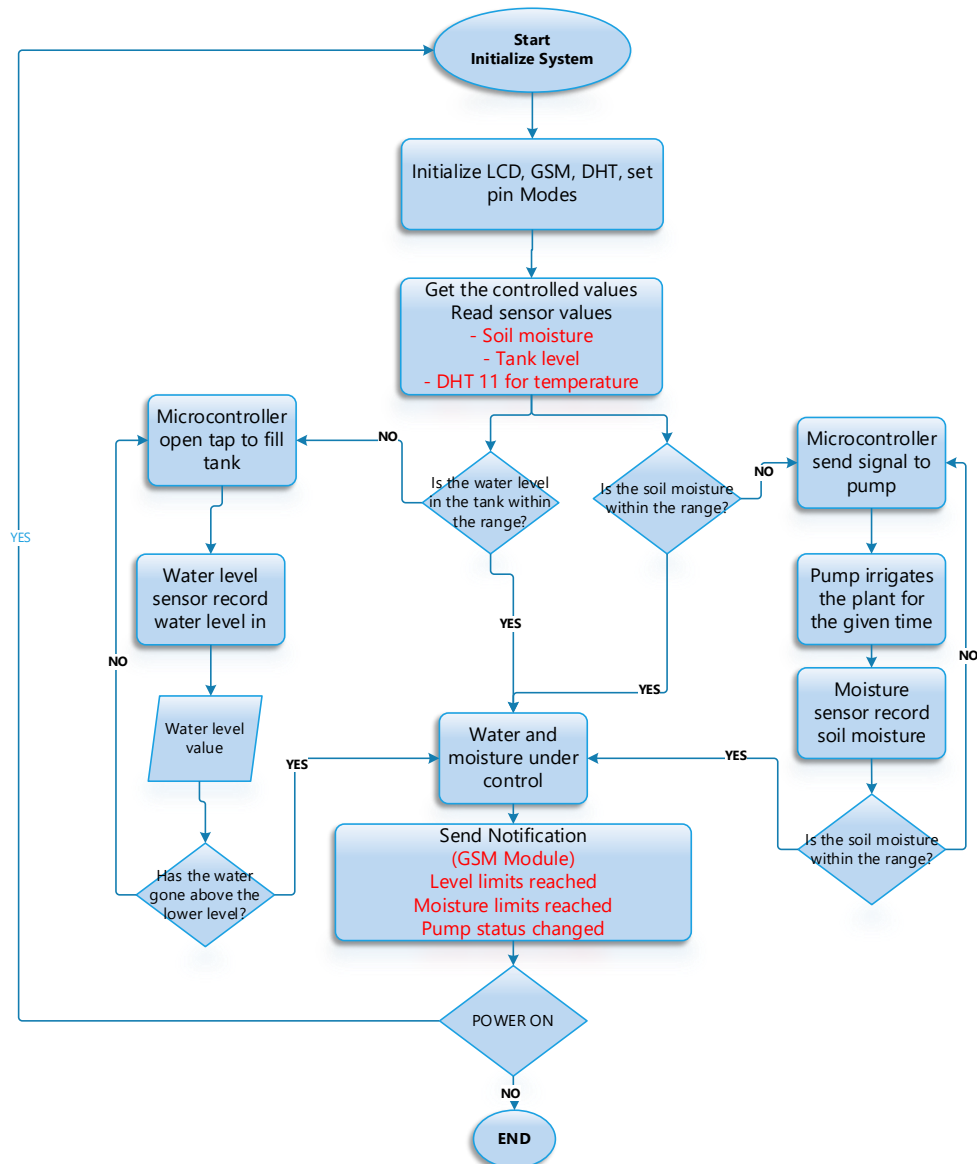 Start
Initialize System
Initialize LCD, GSM, DHT, set
pin Modes
Get the controlled values
Read sensor values
- Soil moisture
- Tank level
- DHT 11 for temperature
Microcontroller
open tap to fill
tank
NO
Is the water level
in the tank within
the range?
Is the soil moisture
within the range?
NO
Microcontroller
send signal to
pump
YES
Water level
sensor record
water level in
Pump irrigates
the plant for
the given time
YES
NO
NO
YES
Moisture
sensor record
soil moisture
Water level
value
YES
Water and
moisture under
control
YES
Send Notification
(GSM Module)
Level limits reached
Moisture limits reached
Pump status changed
Is the soil moisture
within the range?
Has the water
gone above the
lower level?
POWER ON
NO
END